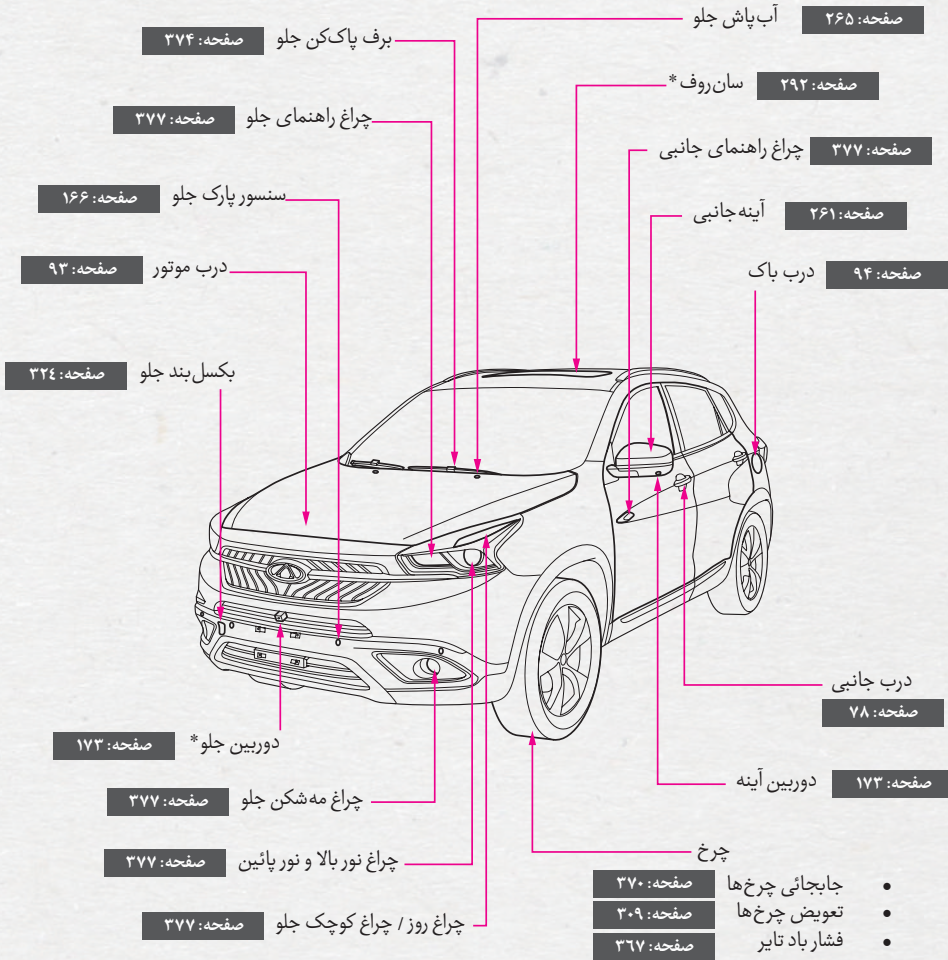 آب‌پاش جلو صفحه: ۲۶۵
برف پاک‌کن جلو صفحه: ۳۷۴
سان‌روف* صفحه: ۲۹۲
چراغ راهنمای جلو صفحه: ۳۷۷
چراغ راهنمای جانبی صفحه: ۳۷۷
سنسور پارک جلو صفحه: ۱۶۶
آینه جانبی صفحه: ۲۶۱
درب موتور صفحه: ۹۳
درب باک صفحه: ۹۴
بکسل‌بند جلو صفحه: ٣٢٤
درب جانبی
صفحه: ۷۸
دوربین جلو* صفحه: ۱۷۳
دوربین آینه صفحه: ۱۷۳
چراغ مه‌شکن جلو صفحه: ۳۷۷
چراغ نور بالا و نور پائین صفحه: ۳۷۷
چراغ روز / چراغ کوچک جلو صفحه: ۳۷۷
چرخ
• جابجائی چرخ‌ها صفحه: ۳۷۰
• تعویض چرخ‌ها صفحه: ۳۰۹
• فشار باد تایر صفحه: ۳۶۷